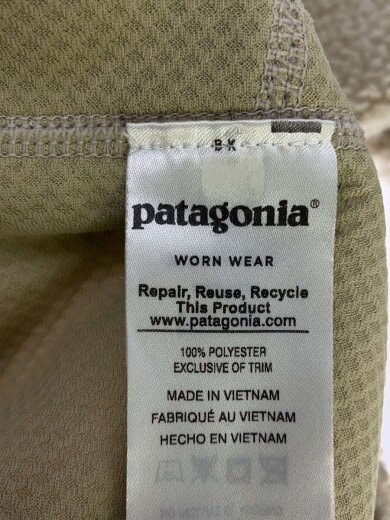 BK
patagonia®
WORN WEAR
Repair, Reuse, Recycle
This Product
www.patagonia.com
100% POLYESTER
EXCLUSIVE OF TRIM
MADE IN VIETNAM
FABRIQUÉ AU VIETNAM
HECHO EN VIETNAM